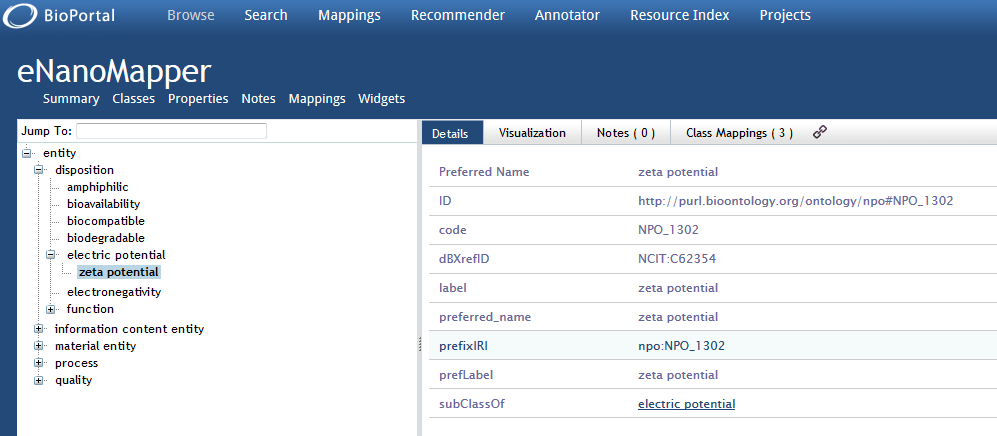 BioPortal Browse Search Mappings Recommender Annotator Resource Index Projects
eNanoMapper
Summary Classes Properties Notes Mappings Widgets
Jump To:
entity
disposition
amphiphilic
bioavailability
biocompatible
biodegradable
electric potential
zeta potential
electronegativity
function
information content entity
material entity
process
quality
Details Visualization Notes ( 0 ) Class Mappings ( 3 )
Preferred Name zeta potential
ID http://purl.bioontology.org/ontology/npo#NPO_1302
code NPO_1302
dBXrefID NCIT:C62354
label zeta potential
preferred_name zeta potential
prefixIRI npo:NPO_1302
prefLabel zeta potential
subClassOf electric potential